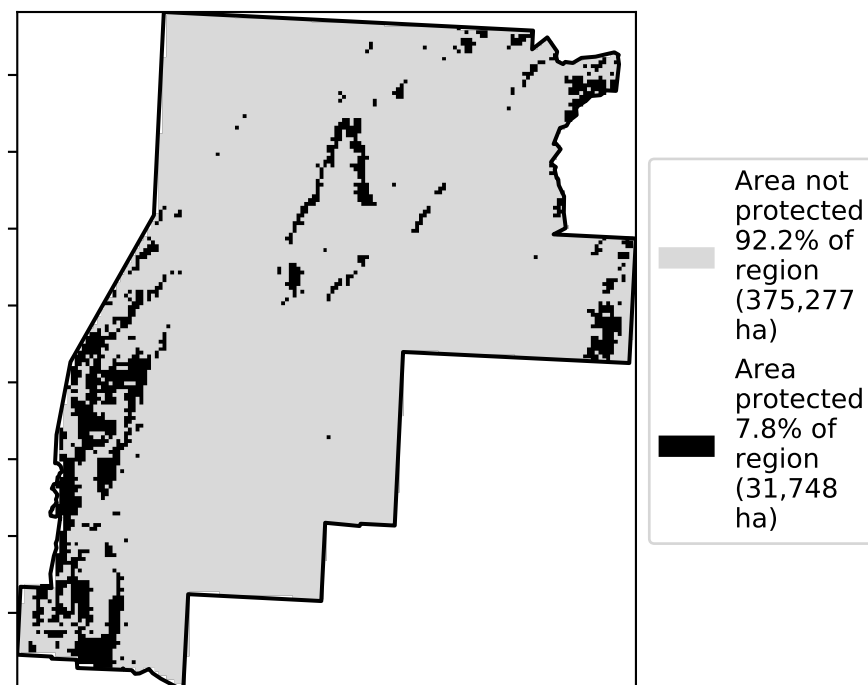 Area not
protected
92.2% of
region
(375,277
ha)
Area
protected
7.8% of
region
(31,748
ha)